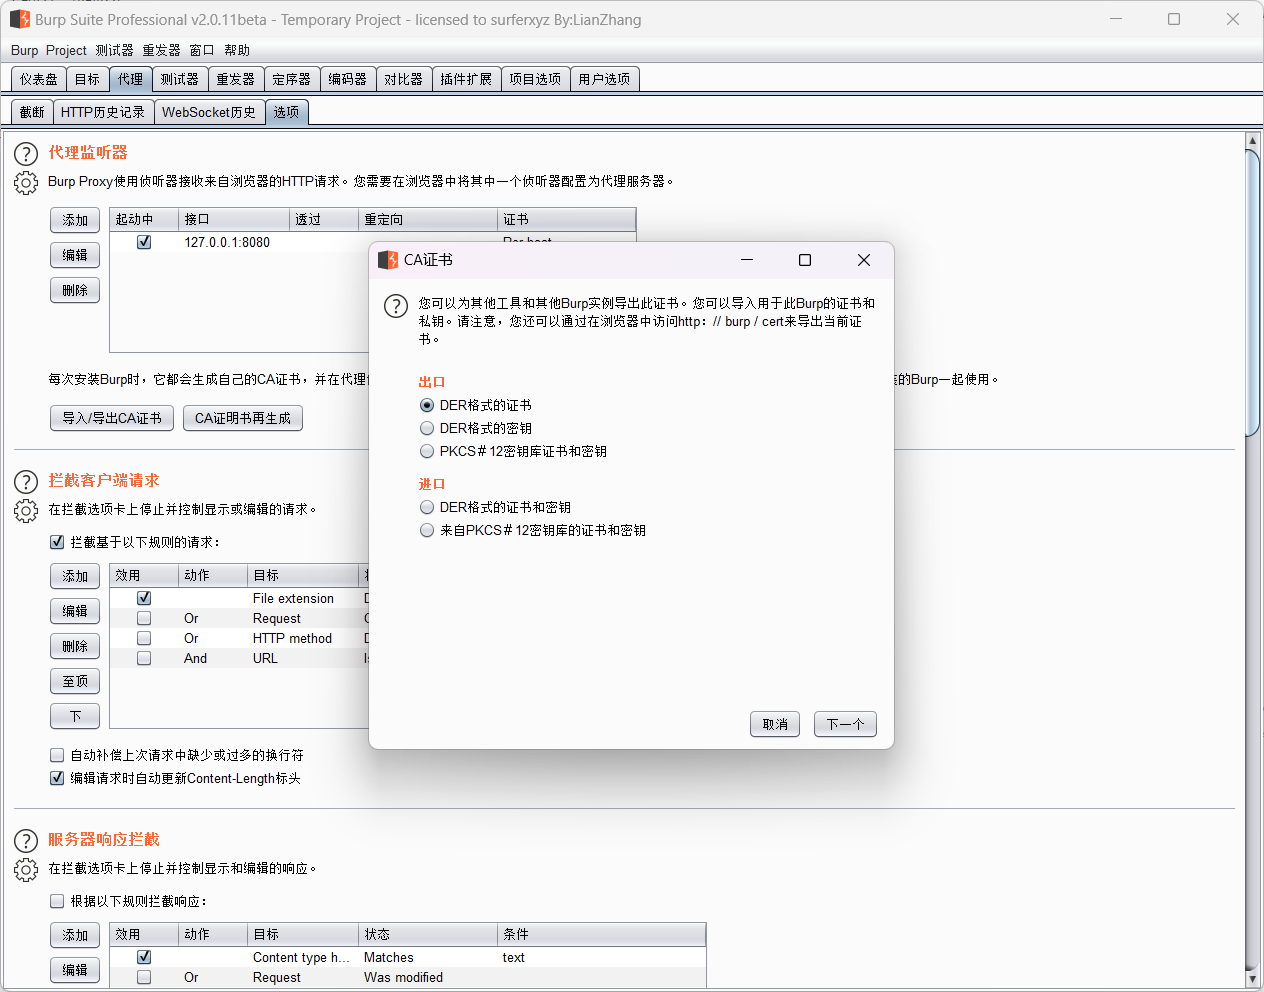 Burp Suite Professional v2.0.11beta - Temporary Project - licensed to surferxyz By:LianZhang
Burp Project 测试器 重发器 窗口 帮助
仪表盘 目标 代理 测试器 重发器 定序器 编码器 对比器 插件扩展 项目选项 用户选项
截断 HTTP历史记录 WebSocket历史 选项
代理监听器
Burp Proxy使用侦听器接收来自浏览器的HTTP请求。您需要在浏览器中将其中一个侦听器配置为代理服务器。
添加 起动中 接口 透过 重定向 证书
127.0.0.1:8080
编辑
删除
每次安装Burp时，它都会生成自己的CA证书，并在代理 的Burp一起使用。
导入/导出CA证书 CA证明书再生成
CA证书
您可以为其他工具和其他Burp实例导出此证书。您可以导入用于此Burp的证书和
私钥。请注意，您还可以通过在浏览器中访问http：// burp / cert来导出当前证
书。
出口
DER格式的证书
DER格式的密钥
PKCS＃12密钥库证书和密钥
进口
DER格式的证书和密钥
来自PKCS＃12密钥库的证书和密钥
取消 下一个
拦截客户端请求
在拦截选项卡上停止并控制显示或编辑的请求。
拦截基于以下规则的请求：
添加 效用 动作 目标
File extension
编辑 Or Request
Or HTTP method
删除 And URL
至顶
下
自动补偿上次请求中缺少或过多的换行符
编辑请求时自动更新Content-Length标头
服务器响应拦截
在拦截选项卡上停止并控制显示和编辑的响应。
根据以下规则拦截响应：
添加 效用 动作 目标 状态 条件
Content type h... Matches text
编辑 Or Request Was modified